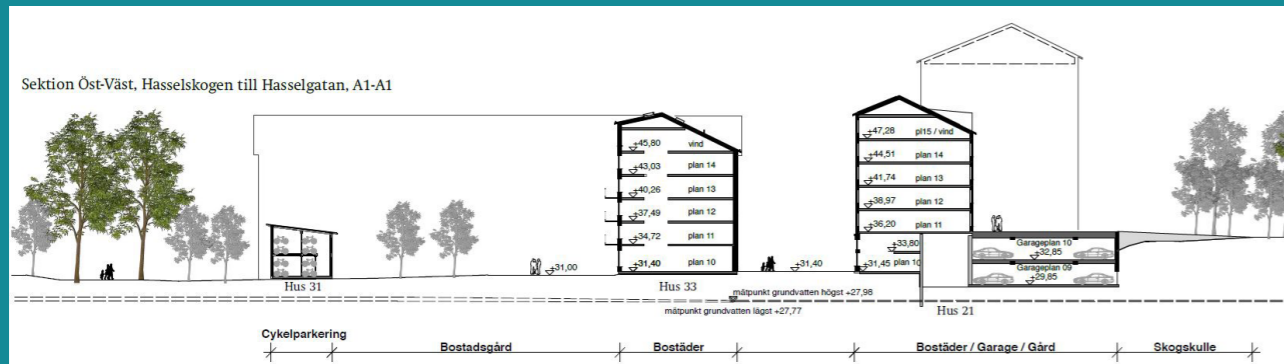 Sektion Öst-Väst, Hasselskogen till Hasselgatan, A1-A1
+45,80 vind
+43,03 plan 14
+40,26 plan 13
+37,49 plan 12
+34,72 plan 11
+31,40 plan 10
+47,28 pl15 / vind
+44,51 plan 14
+41,74 plan 13
+38,97 plan 12
+36,20 plan 11
+33,80
+31,45 plan 10
Garageplan 10
+32,85
Garageplan 09
+29,85
+31,00
+31,40
Hus 31
Hus 33
Hus 21
mätpunkt grundvatten högst +27,98
mätpunkt grundvatten lägst +27,77
Cykelparkering
Bostadsgård
Bostäder
Bostäder / Garage / Gård
Skogskulle